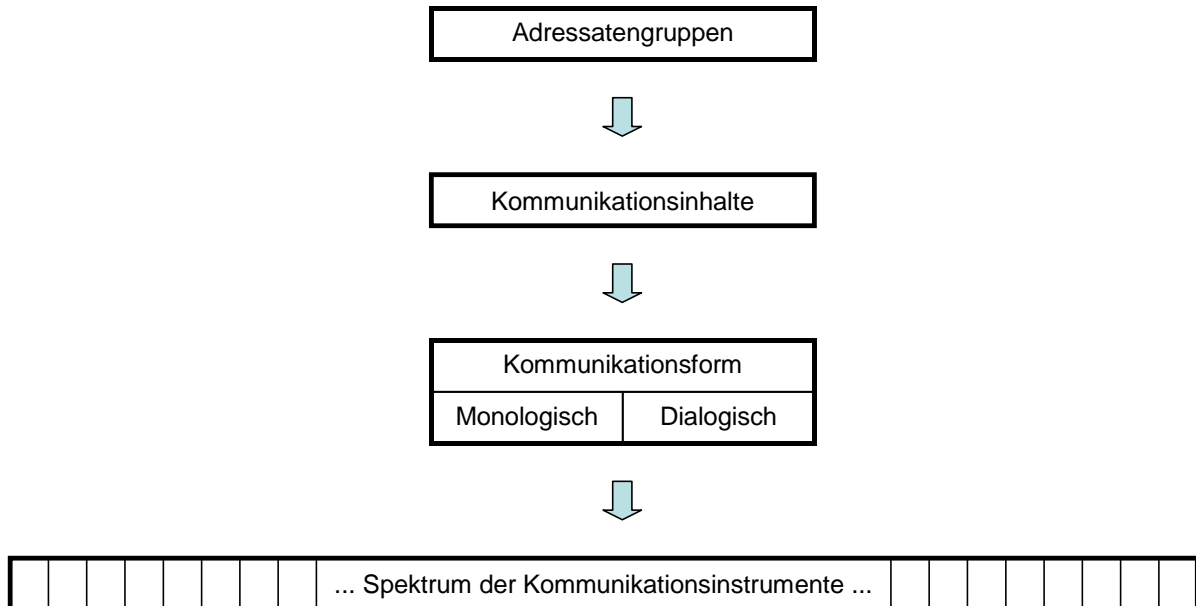 Adressatengruppen
Kommunikationsinhalte
Kommunikationsform
Monologisch Dialogisch
... Spektrum der Kommunikationsinstrumente ...